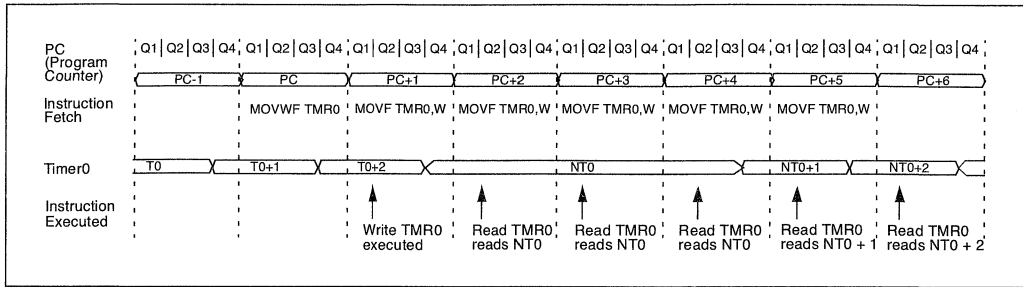 PC
(Program
Counter)
Q1 Q2 Q3 Q4 Q1 Q2 Q3 Q4 Q1 Q2 Q3 Q4 Q1 Q2 Q3 Q4 Q1 Q2 Q3 Q4 Q1 Q2 Q3 Q4 Q1 Q2 Q3 Q4 Q1 Q2 Q3 Q4
PC-1 PC PC+1 PC+2 PC+3 PC+4 PC+5 PC+6
Instruction
Fetch
MOVWF TMR0 MOVF TMR0,W MOVF TMR0,W MOVF TMR0,W MOVF TMR0,W MOVF TMR0,W
Timer0
T0 T0+1 T0+2 NT0 NT0+1 NT0+2
Instruction
Executed
Write TMR0
executed
Read TMR0
reads NT0
Read TMR0
reads NT0
Read TMR0
reads NT0
Read TMR0
reads NT0 + 1
Read TMR0
reads NT0 + 2